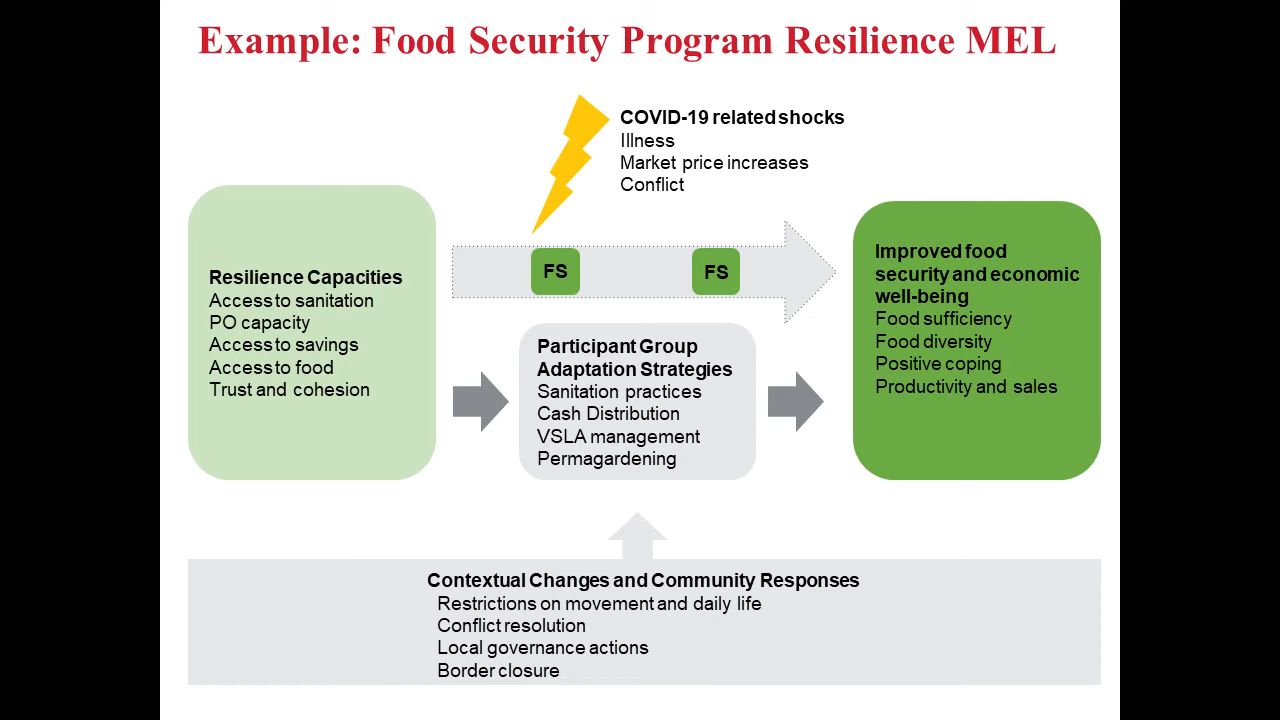 Example: Food Security Program Resilience MEL
COVID-19 related shocks
Illness
Market price increases
Conflict
Resilience Capacities
Access to sanitation
PO capacity
Access to savings
Access to food
Trust and cohesion
FS
FS
Participant Group
Adaptation Strategies
Sanitation practices
Cash Distribution
VSLA management
Permagardening
Improved food
security and economic
well-being
Food sufficiency
Food diversity
Positive coping
Productivity and sales
Contextual Changes and Community Responses
Restrictions on movement and daily life
Conflict resolution
Local governance actions
Border closure